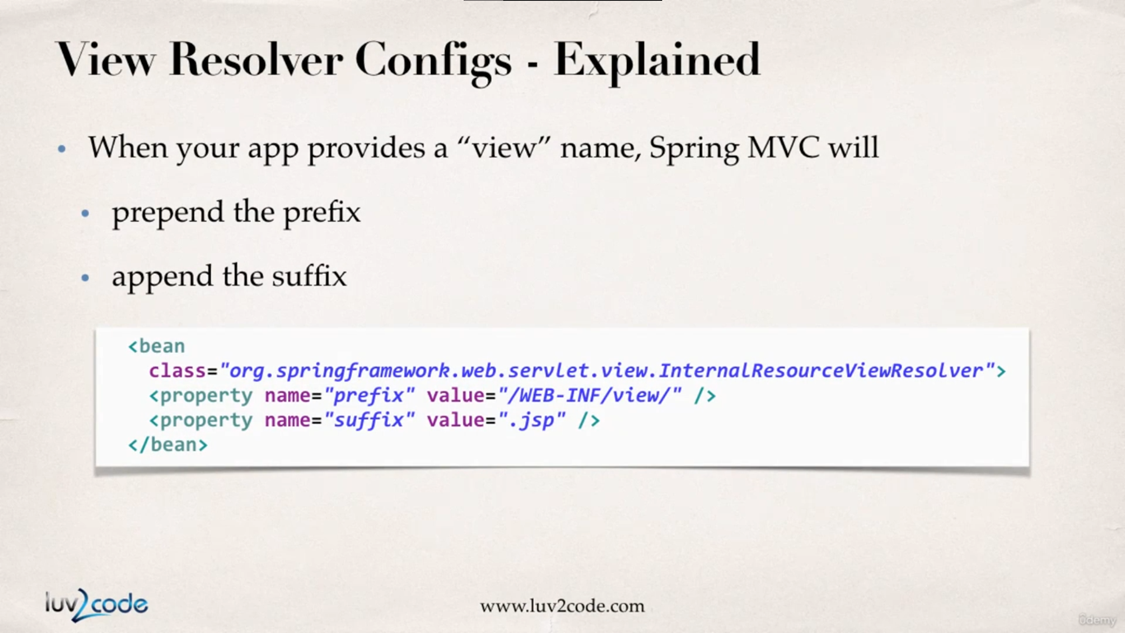 View Resolver Configs - Explained
• When your app provides a “view” name, Spring MVC will
• prepend the prefix
• append the suffix
<bean
class="org.springframework.web.servlet.view.InternalResourceViewResolver">
<property name="prefix" value="/WEB-INF/view/" />
<property name="suffix" value=".jsp" />
</bean>
luv2code
www.luv2code.com
ûdemy